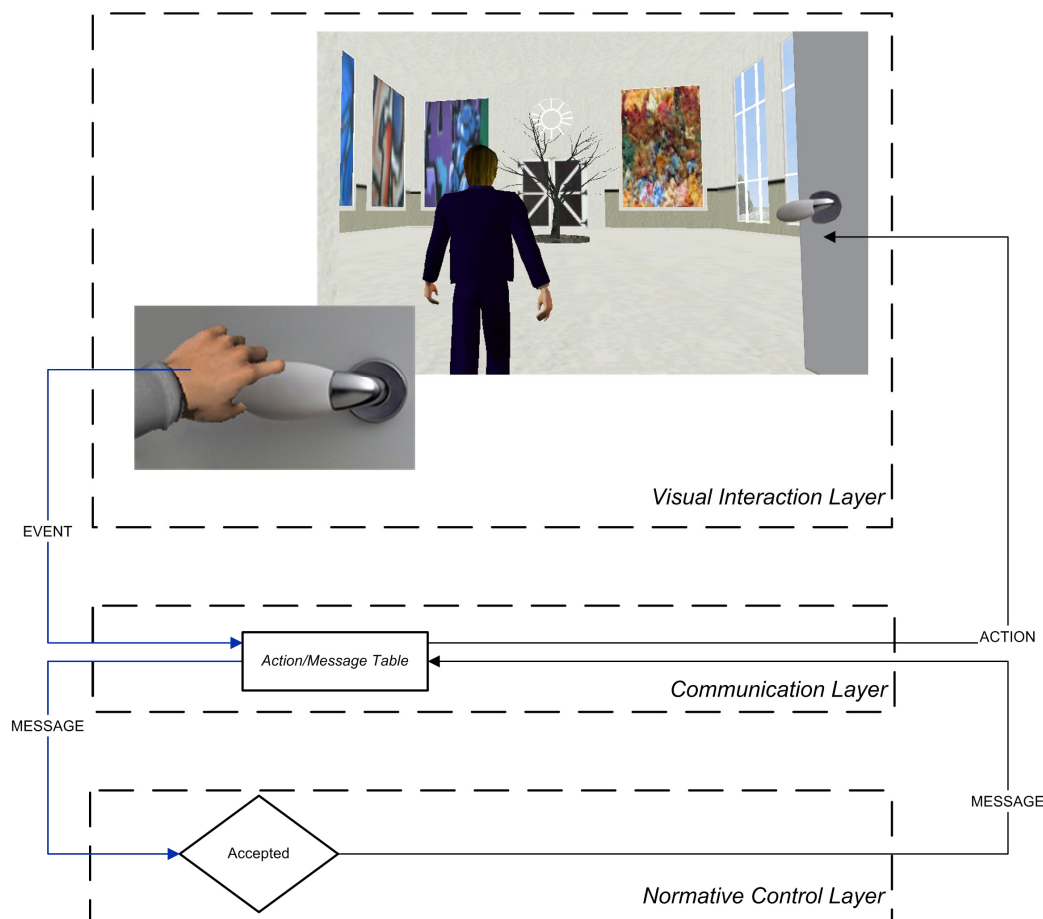 Visual Interaction Layer
EVENT
ACTION
Action/Message Table
Communication Layer
MESSAGE
MESSAGE
Accepted
Normative Control Layer